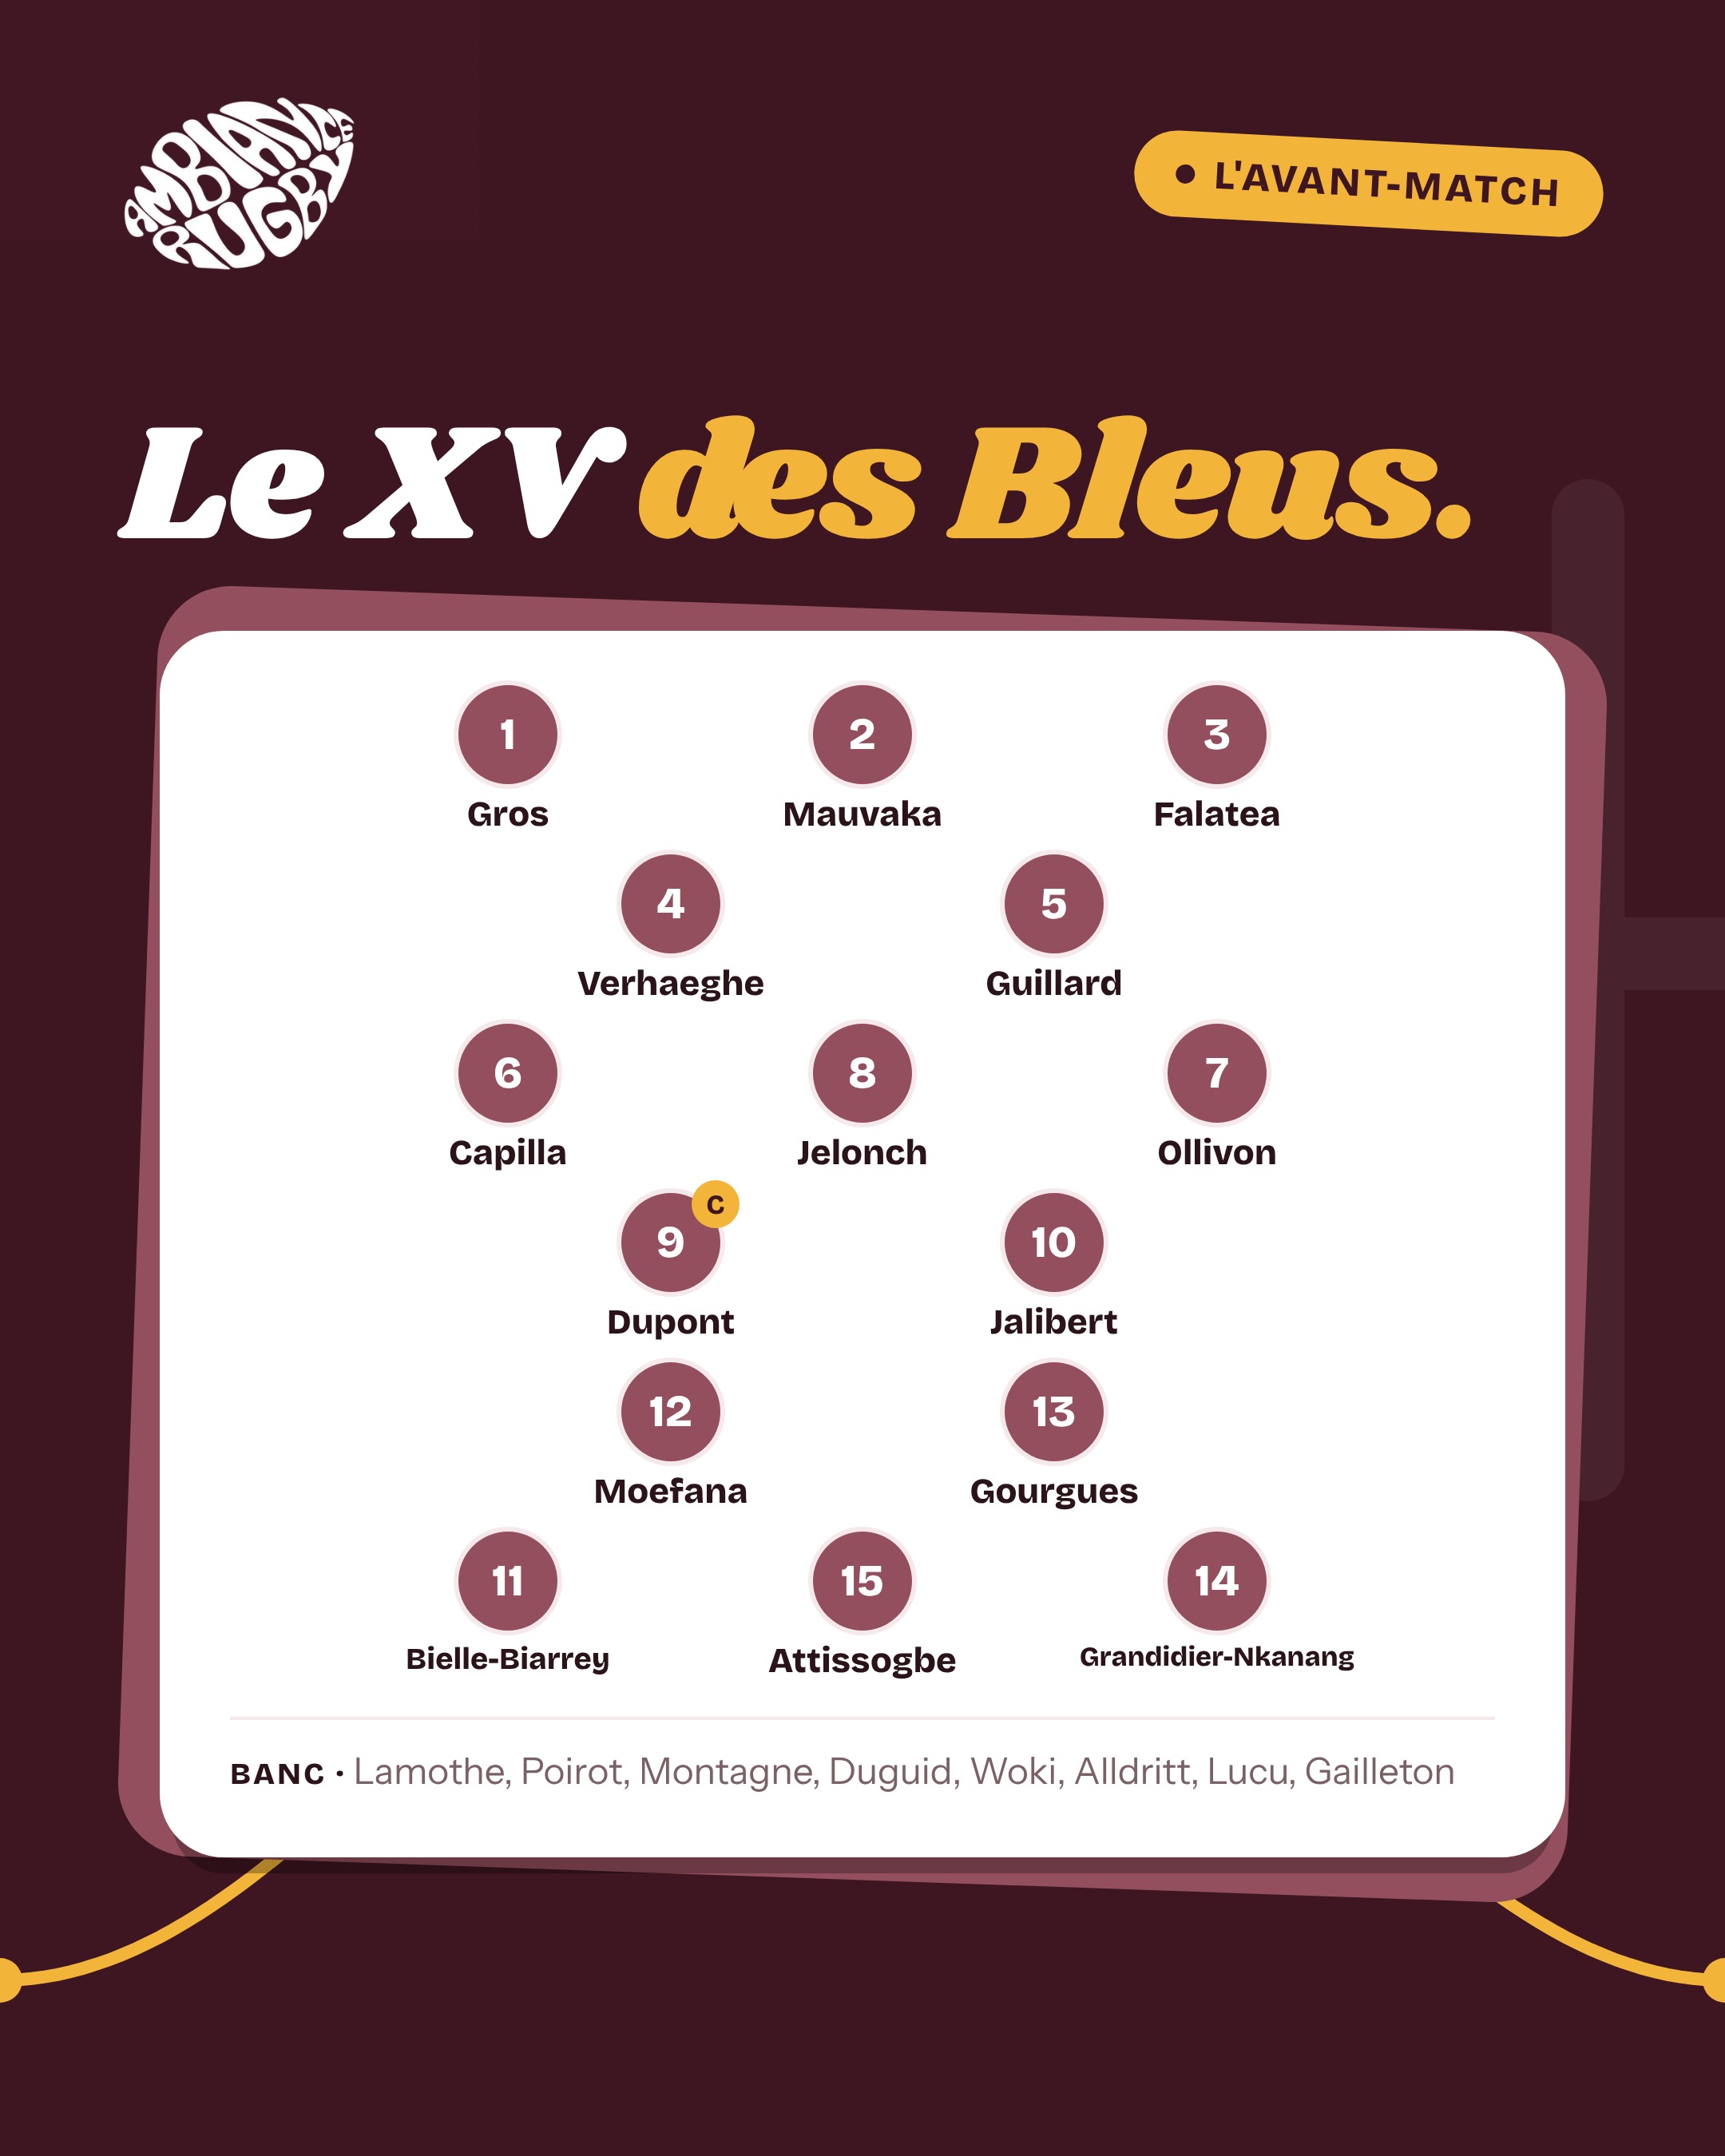 AMBIANCE
RUGBY
• L'AVANT-MATCH
Le XV des Bleus.
1 2 3
Gros Mauvaka Falatea
4 5
Verhaeghe Guillard
6 8 7
Capilla Jelonch Ollivon
C
9 10
Dupont Jalibert
12 13
Moefana Gourgues
11 15 14
Bielle-Biarrey Attissogbe Grandidier-Nkanang
BANC · Lamothe, Poirot, Montagne, Duguid, Woki, Alldritt, Lucu, Gailleton